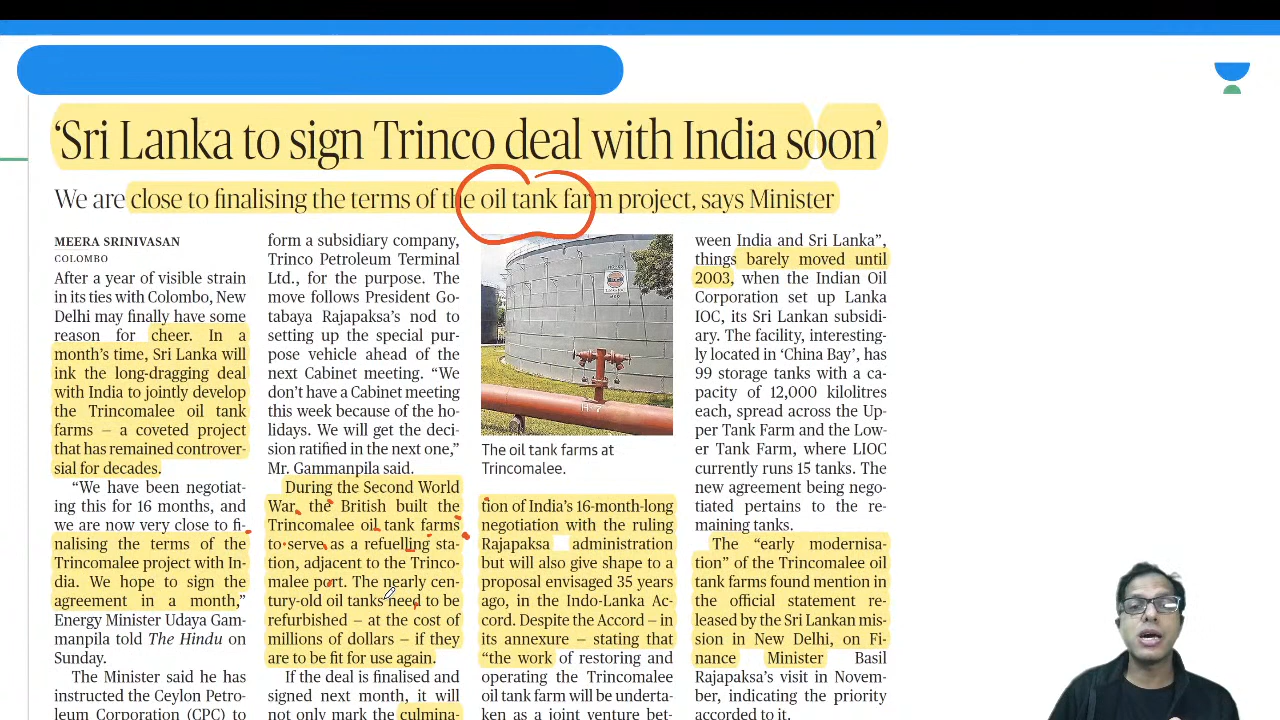 ‘Sri Lanka to sign Trinco deal with India soon’
We are close to finalising the terms of the oil tank farm project, says Minister
MEERA SRINIVASAN
COLOMBO
After a year of visible strain
in its ties with Colombo, New
Delhi may finally have some
reason for cheer. In a
month’s time, Sri Lanka will
ink the long-dragging deal
with India to jointly develop
the Trincomalee oil tank
farms – a coveted project
that has remained controver-
sial for decades.
“We have been negotiat-
ing this for 16 months, and
we are now very close to fi-
nalising the terms of the
Trincomalee project with In-
dia. We hope to sign the
agreement in a month,”
Energy Minister Udaya Gam-
manpila told The Hindu on
Sunday.
The Minister said he has
instructed the Ceylon Petro-
leum Corporation (CPC) to
form a subsidiary company,
Trinco Petroleum Terminal
Ltd., for the purpose. The
move follows President Go-
tabaya Rajapaksa’s nod to
setting up the special pur-
pose vehicle ahead of the
next Cabinet meeting. “We
don’t have a Cabinet meeting
this week because of the ho-
lidays. We will get the deci-
sion ratified in the next one,”
Mr. Gammanpila said.
During the Second World
War, the British built the
Trincomalee oil tank farms
to serve as a refuelling sta-
tion, adjacent to the Trinco-
malee port. The nearly cen-
tury-old oil tanks need to be
refurbished – at the cost of
millions of dollars – if they
are to be fit for use again.
If the deal is finalised and
signed next month, it will
not only mark the culmina-
The oil tank farms at
Trincomalee.
tion of India’s 16-month-long
negotiation with the ruling
Rajapaksa administration
but will also give shape to a
proposal envisaged 35 years
ago, in the Indo-Lanka Ac-
cord. Despite the Accord – in
its annexure – stating that
“the work of restoring and
operating the Trincomalee
oil tank farm will be underta-
ken as a joint venture bet-
ween India and Sri Lanka”,
things barely moved until
2003, when the Indian Oil
Corporation set up Lanka
IOC, its Sri Lankan subsidi-
ary. The facility, interesting-
ly located in ‘China Bay’, has
99 storage tanks with a ca-
pacity of 12,000 kilolitres
each, spread across the Up-
per Tank Farm and the Low-
er Tank Farm, where LIOC
currently runs 15 tanks. The
new agreement being nego-
tiated pertains to the re-
maining tanks.
The “early modernisa-
tion” of the Trincomalee oil
tank farms found mention in
the official statement re-
leased by the Sri Lankan mis-
sion in New Delhi, on Fi-
nance Minister Basil
Rajapaksa’s visit in Novem-
ber, indicating the priority
accorded to it.